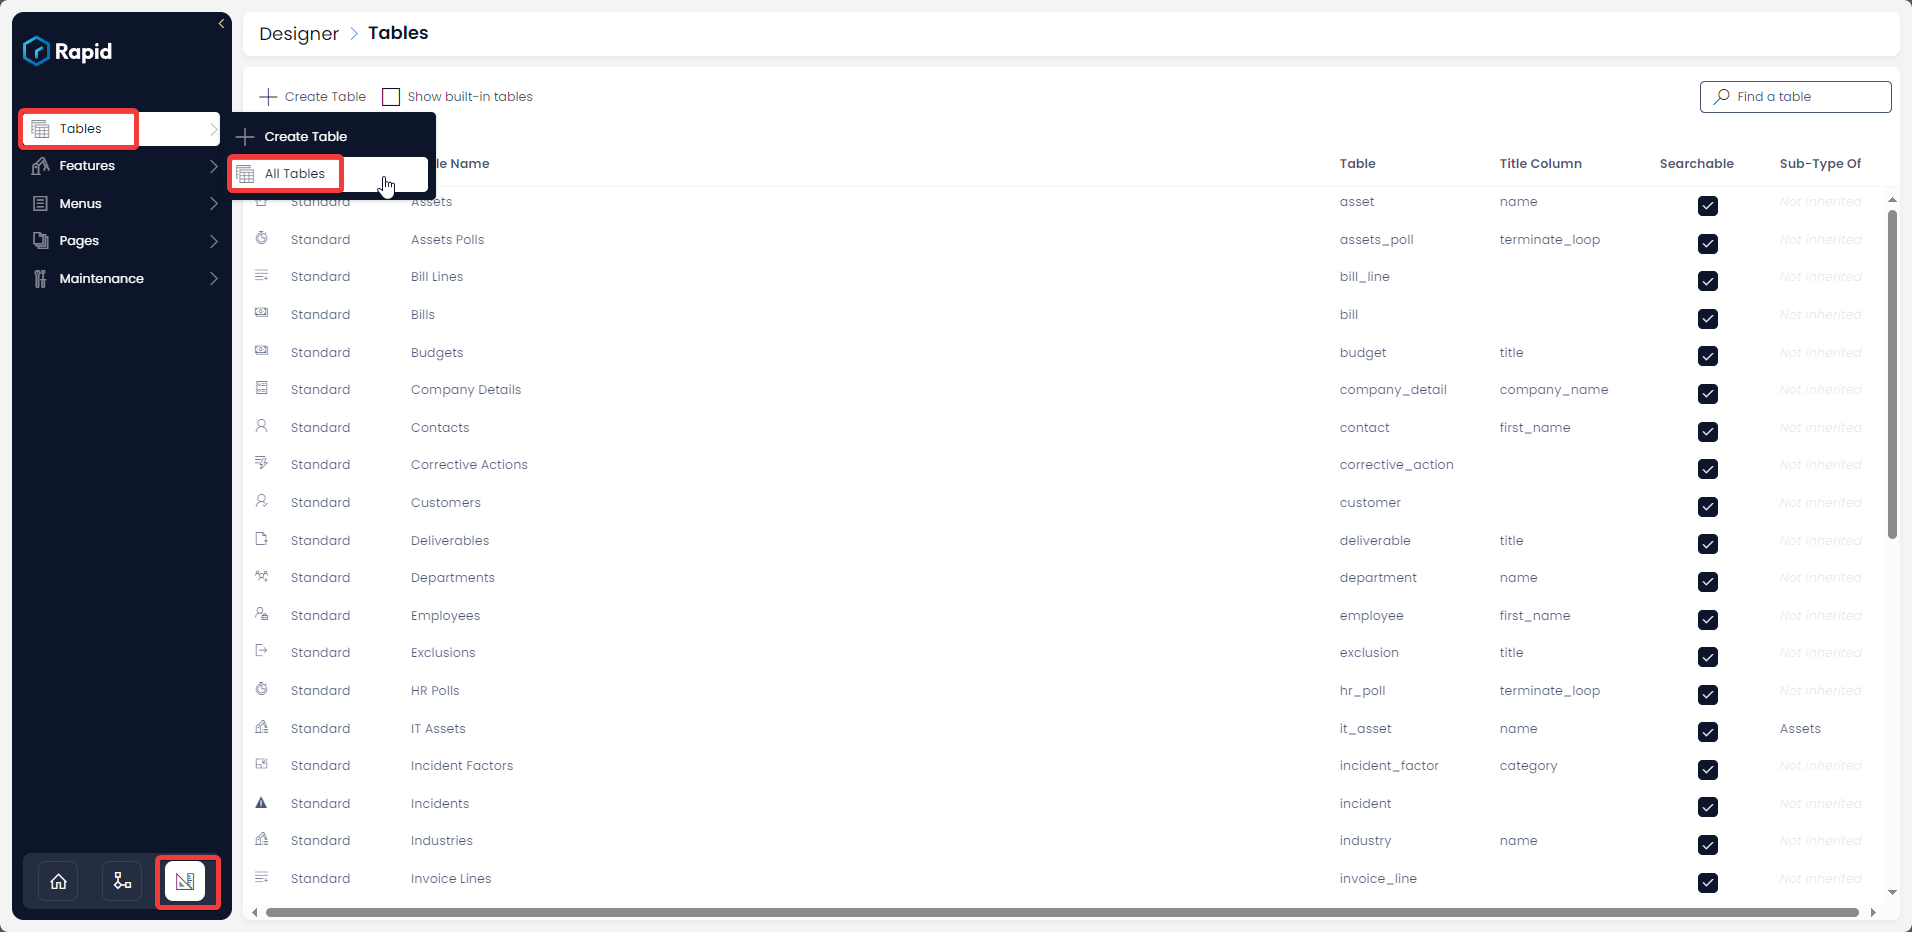 Rapid
Designer > Tables
Create Table Show built-in tables Find a table
Tables
Features
Menus
Pages
Maintenance
Create Table
All Tables
le Name Table Title Column Searchable Sub-Type Of
Standard Assets asset name Not inherited
Standard Assets Polls assets_poll terminate_loop Not inherited
Standard Bill Lines bill_line Not inherited
Standard Bills bill Not inherited
Standard Budgets budget title Not inherited
Standard Company Details company_detail company_name Not inherited
Standard Contacts contact first_name Not inherited
Standard Corrective Actions corrective_action Not inherited
Standard Customers customer Not inherited
Standard Deliverables deliverable title Not inherited
Standard Departments department name Not inherited
Standard Employees employee first_name Not inherited
Standard Exclusions exclusion title Not inherited
Standard HR Polls hr_poll terminate_loop Not inherited
Standard IT Assets it_asset name Assets
Standard Incident Factors incident_factor category Not inherited
Standard Incidents incident Not inherited
Standard Industries industry name Not inherited
Standard Invoice Lines invoice_line Not inherited